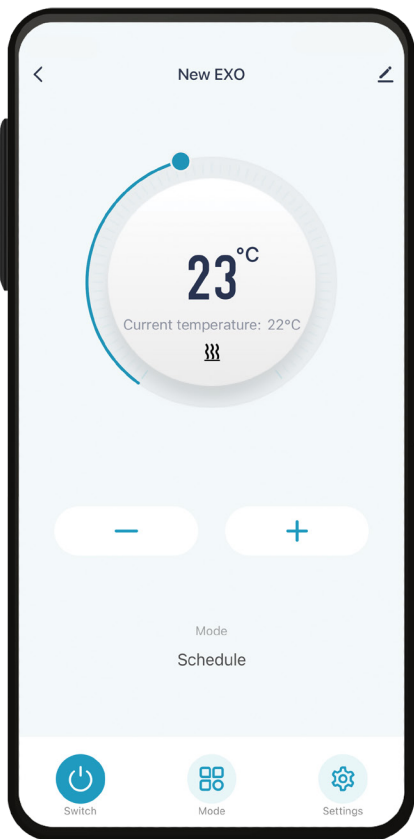 New EXO
23°C
Current temperature: 22°C
Mode
Schedule
Switch
Mode
Settings